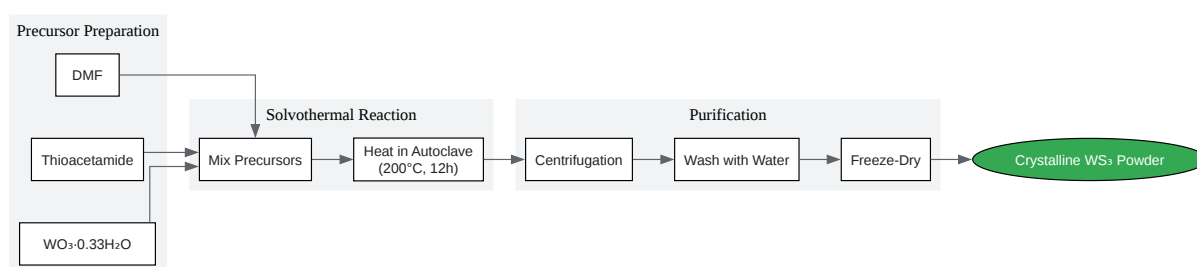 Precursor Preparation
DMF
Thioacetamide
WO₃·0.33H₂O
Solvothermal Reaction
Mix Precursors
Heat in Autoclave
(200°C, 12h)
Purification
Centrifugation
Wash with Water
Freeze-Dry
Crystalline WS₃ Powder